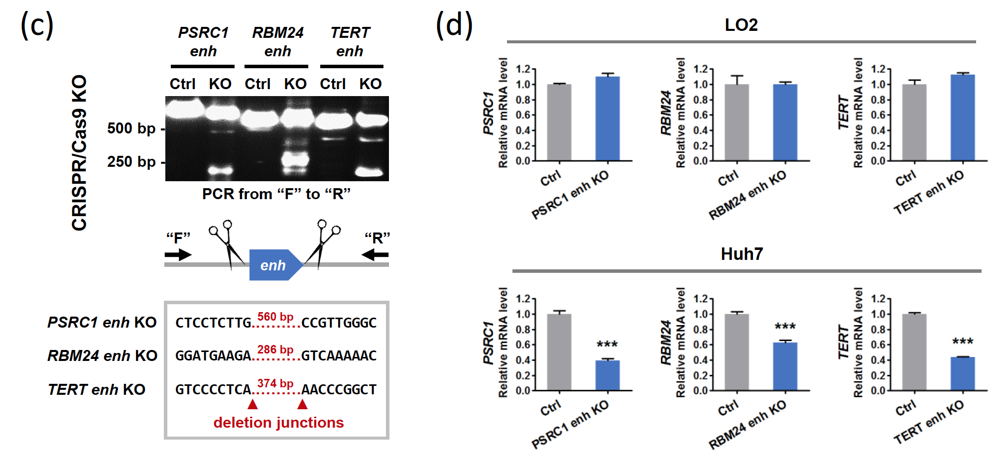 (c)
PSRC1 enh
RBM24 enh
TERT enh
Ctrl KO Ctrl KO Ctrl KO
CRISPR/Cas9 KO
500 bp -
250 bp -
PCR from “F” to “R”
“F”
“R”
enh
PSRC1 enh KO CTCCTCTTG..........CCGTTGGGC
560 bp
RBM24 enh KO GGATGAAGA..........GTCAAAAAC
286 bp
TERT enh KO GTCCCCTCA..........AACCCGGCT
374 bp
deletion junctions
(d)
LO2
PSRC1
Relative mRNA level
1.2
1.0
0.8
0.6
0.4
0.2
0.0
Ctrl
PSRC1 enh KO
RBM24
Relative mRNA level
1.2
1.0
0.8
0.6
0.4
0.2
0.0
Ctrl
RBM24 enh KO
TERT
Relative mRNA level
1.2
1.0
0.8
0.6
0.4
0.2
0.0
Ctrl
TERT enh KO
Huh7
PSRC1
Relative mRNA level
1.2
1.0
0.8
0.6
0.4
0.2
0.0
***
Ctrl
PSRC1 enh KO
RBM24
Relative mRNA level
1.2
1.0
0.8
0.6
0.4
0.2
0.0
***
Ctrl
RBM24 enh KO
TERT
Relative mRNA level
1.2
1.0
0.8
0.6
0.4
0.2
0.0
***
Ctrl
TERT enh KO